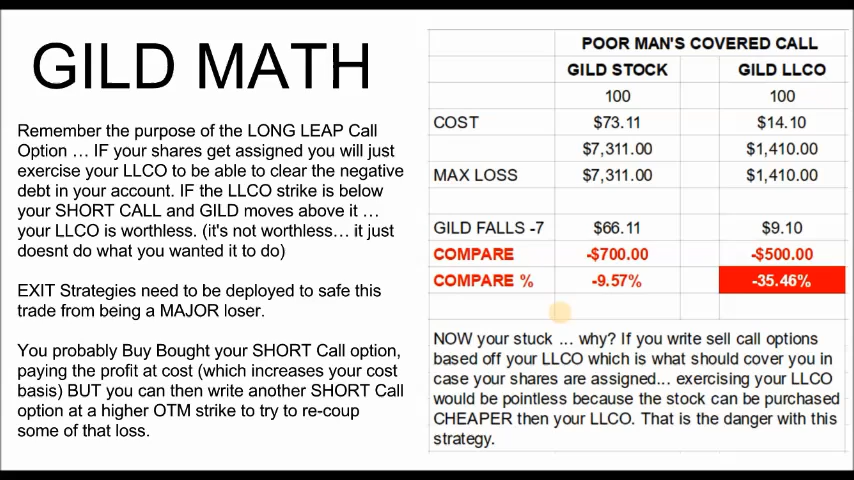 GILD MATH
Remember the purpose of the LONG LEAP Call
Option ... IF your shares get assigned you will just
exercise your LLCO to be able to clear the negative
debt in your account. IF the LLCO strike is below
your SHORT CALL and GILD moves above it ...
your LLCO is worthless. (it's not worthless... it just
doesnt do what you wanted it to do)
EXIT Strategies need to be deployed to safe this
trade from being a MAJOR loser.
You probably Buy Bought your SHORT Call option,
paying the profit at cost (which increases your cost
basis) BUT you can then write another SHORT Call
option at a higher OTM strike to try to re-coup
some of that loss.
POOR MAN'S COVERED CALL
GILD STOCK GILD LLCO
100 100
COST $73.11 $14.10
$7,311.00 $1,410.00
MAX LOSS $7,311.00 $1,410.00
GILD FALLS -7 $66.11 $9.10
COMPARE -$700.00 -$500.00
COMPARE % -9.57% -35.46%
NOW your stuck ... why? If you write sell call options
based off your LLCO which is what should cover you in
case your shares are assigned... exercising your LLCO
would be pointless because the stock can be purchased
CHEAPER then your LLCO. That is the danger with this
strategy.